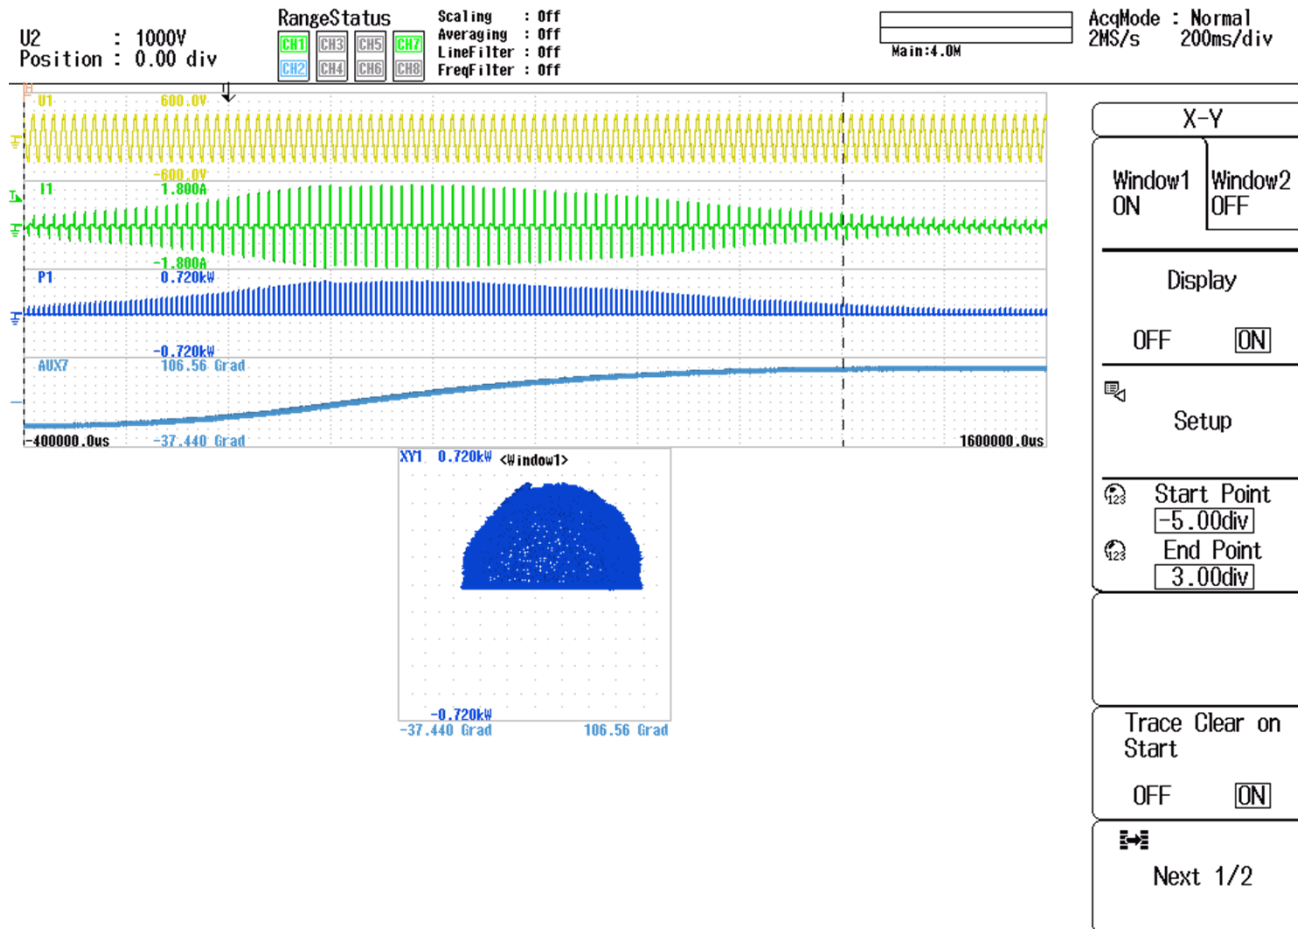 U2 : 1000V
Position : 0.00 div
RangeStatus
CH1 CH3 CH5 CH7
CH2 CH4 CH6 CH8
Scaling : Off
Averaging : Off
LineFilter : Off
FreqFilter : Off
Main:4.0M
AcqMode : Normal
2MS/s 200ms/div
U1 600.0V
-600.0V
I1 1.800A
-1.800A
P1 0.720kW
-0.720kW
AUX7 106.56 Grad
-400000.0us -37.440 Grad 1600000.0us
XY1 0.720kW <Window1>
-0.720kW
-37.440 Grad 106.56 Grad
X-Y
Window1 Window2
ON OFF
Display
OFF ON
Setup
123 Start Point
-5.00div
123 End Point
3.00div
Trace Clear on
Start
OFF ON
Next 1/2